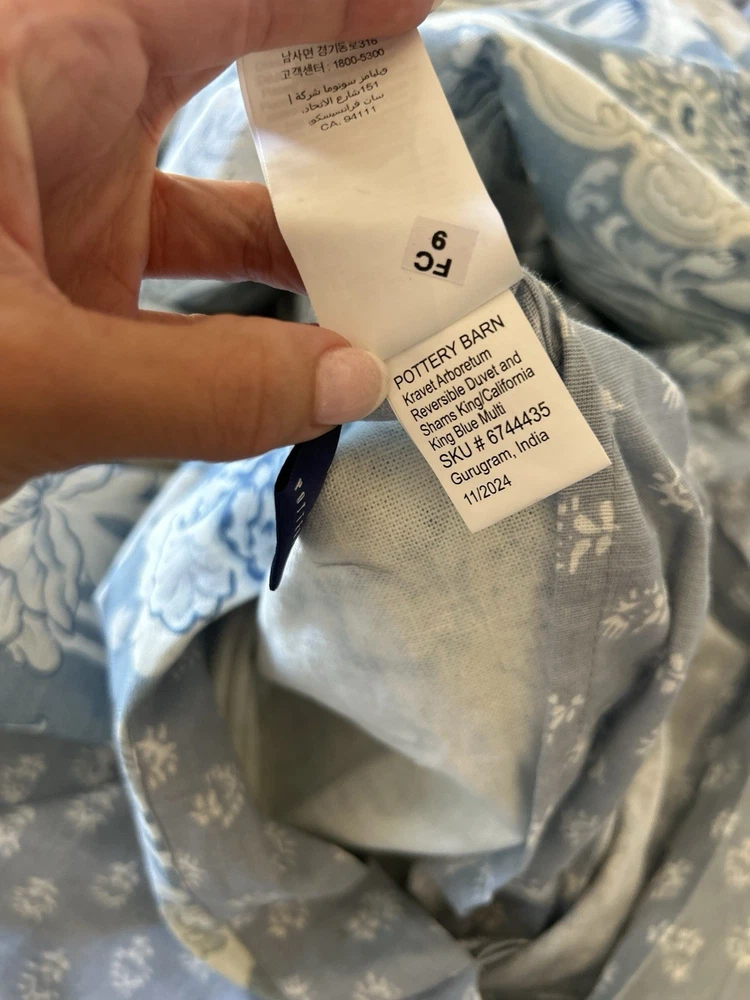 남사면 경기동로316
고객센터 : 1800-5300
ويليامز سونوما شركة |
151شارع الاتحاد،
سان فرانسيسكو
CA. 94111
FC
9
POTTERY BARN
Kravet Arboretum
Reversible Duvet and
Shams King/California
King Blue Multi
SKU # 6744435
Gurugram, India
11/2024